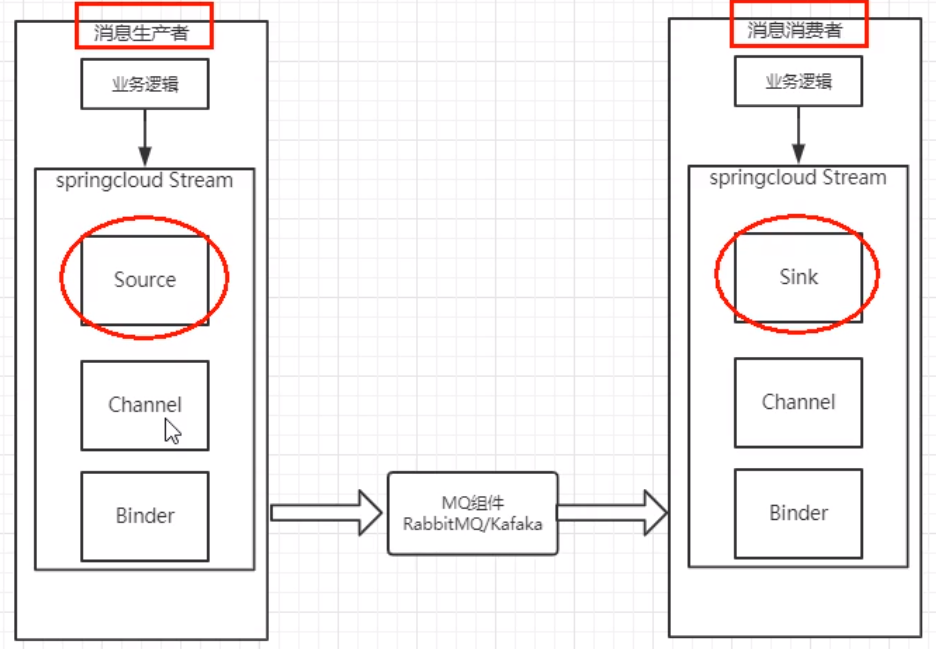 消息生产者
业务逻辑
springcloud Stream
Source
Channel
Binder
MQ组件
RabbitMQ/Kafaka
消息消费者
业务逻辑
springcloud Stream
Sink
Channel
Binder